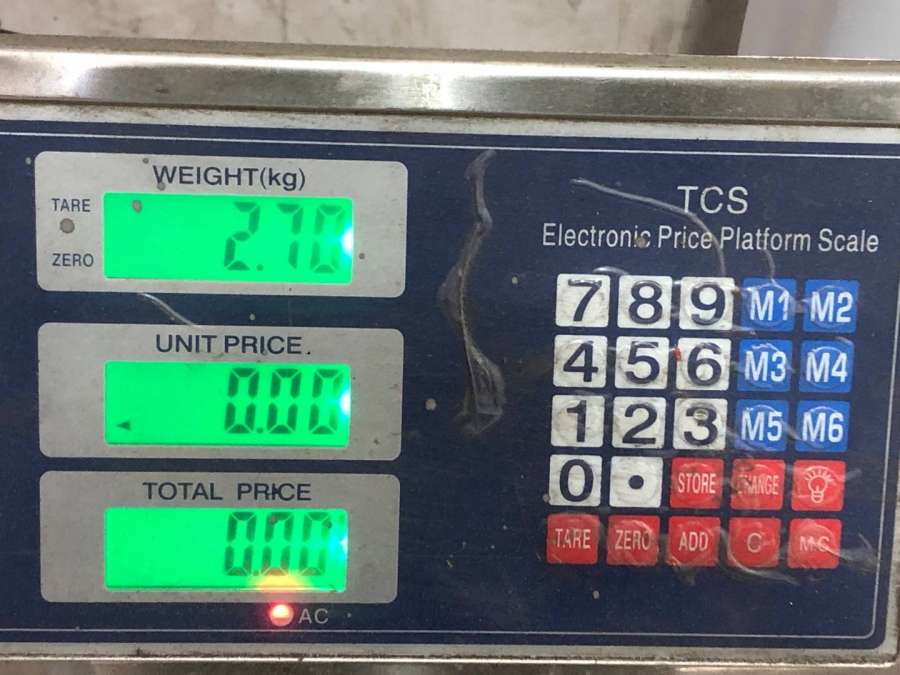 WEIGHT(kg)
TARE
2.70
ZERO
UNIT PRICE.
0.00
TOTAL PRICE
0.00
AC
TCS
Electronic Price Platform Scale
7 8 9 M1 M2
4 5 6 M3 M4
1 2 3 M5 M6
0 . STORE CHANGE
TARE ZERO ADD C M.C